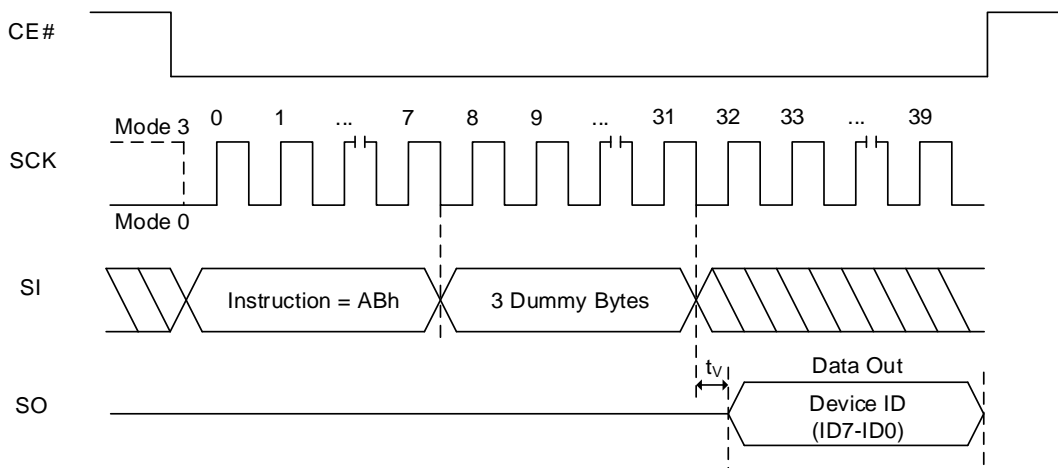 CE#
0 1 ... 7 8 9 ... 31 32 33 ... 39
Mode 3
SCK
Mode 0
SI
Instruction = ABh
3 Dummy Bytes
tV
Data Out
SO
Device ID
(ID7-ID0)